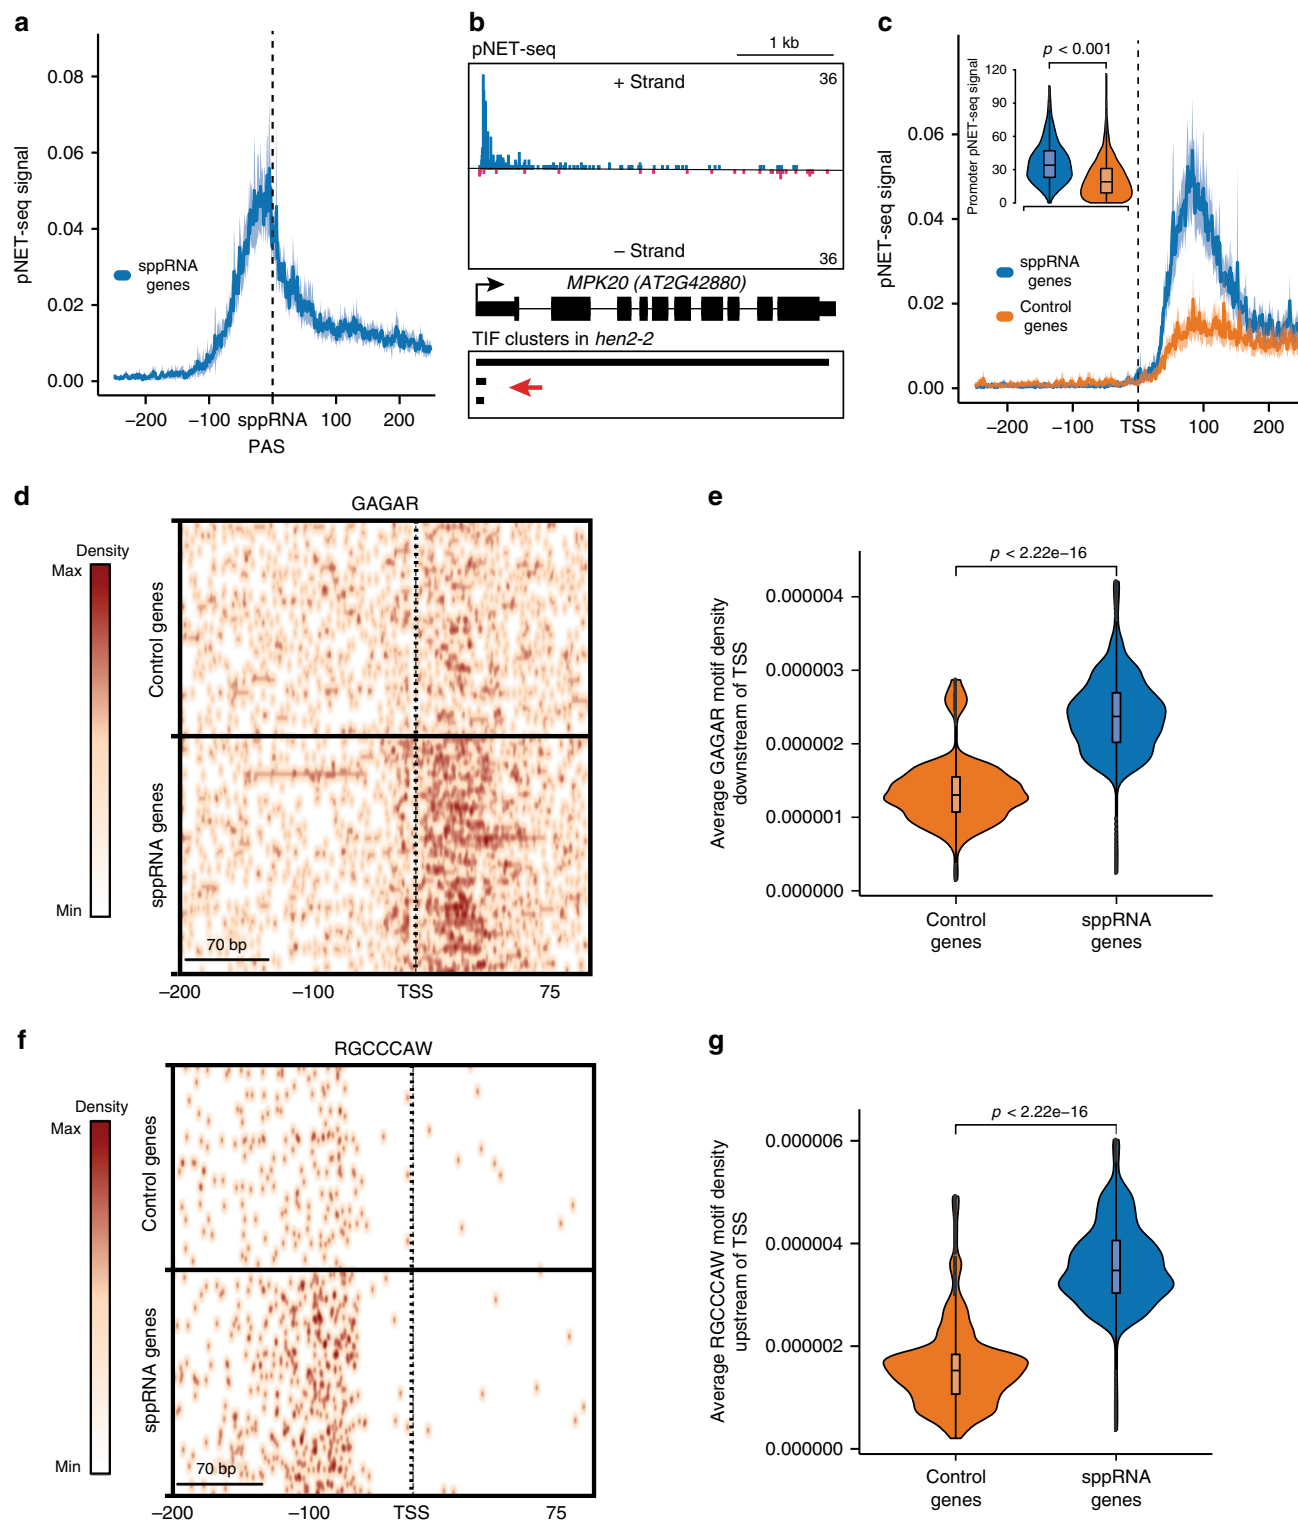 a
pNET-seq signal
0.08
0.06
0.04
0.02
0.00
sppRNA
genes
−200
−100
sppRNA
PAS
100
200
b
pNET-seq
1 kb
+ Strand
36
− Strand
36
MPK20 (AT2G42880)
TIF clusters in hen2-2
c
pNET-seq signal
0.06
0.04
0.02
0.00
p < 0.001
Promoter pNET-seq signal
120
90
60
30
0
sppRNA
genes
Control
genes
−200
−100
TSS
100
200
d
GAGAR
Density
Max
Min
Control genes
sppRNA genes
70 bp
−200
−100
TSS
75
e
p < 2.22e−16
Average GAGAR motif density
downstream of TSS
0.000004
0.000003
0.000002
0.000001
0.000000
Control
genes
sppRNA
genes
f
RGCCCAW
Density
Max
Min
Control genes
sppRNA genes
70 bp
−200
−100
TSS
75
g
p < 2.22e−16
Average RGCCCAW motif density
upstream of TSS
0.000006
0.000004
0.000002
0.000000
Control
genes
sppRNA
genes